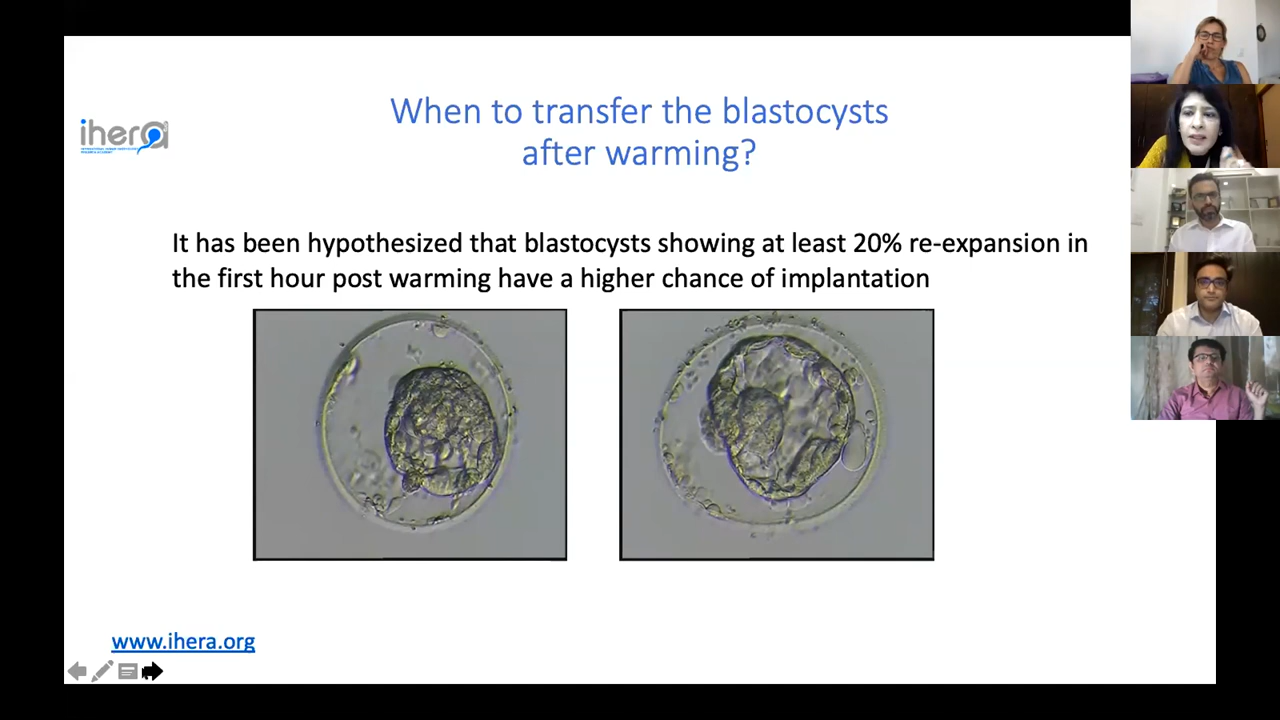 When to transfer the blastocysts
after warming?
ihera
It has been hypothesized that blastocysts showing at least 20% re-expansion in
the first hour post warming have a higher chance of implantation
www.ihera.org